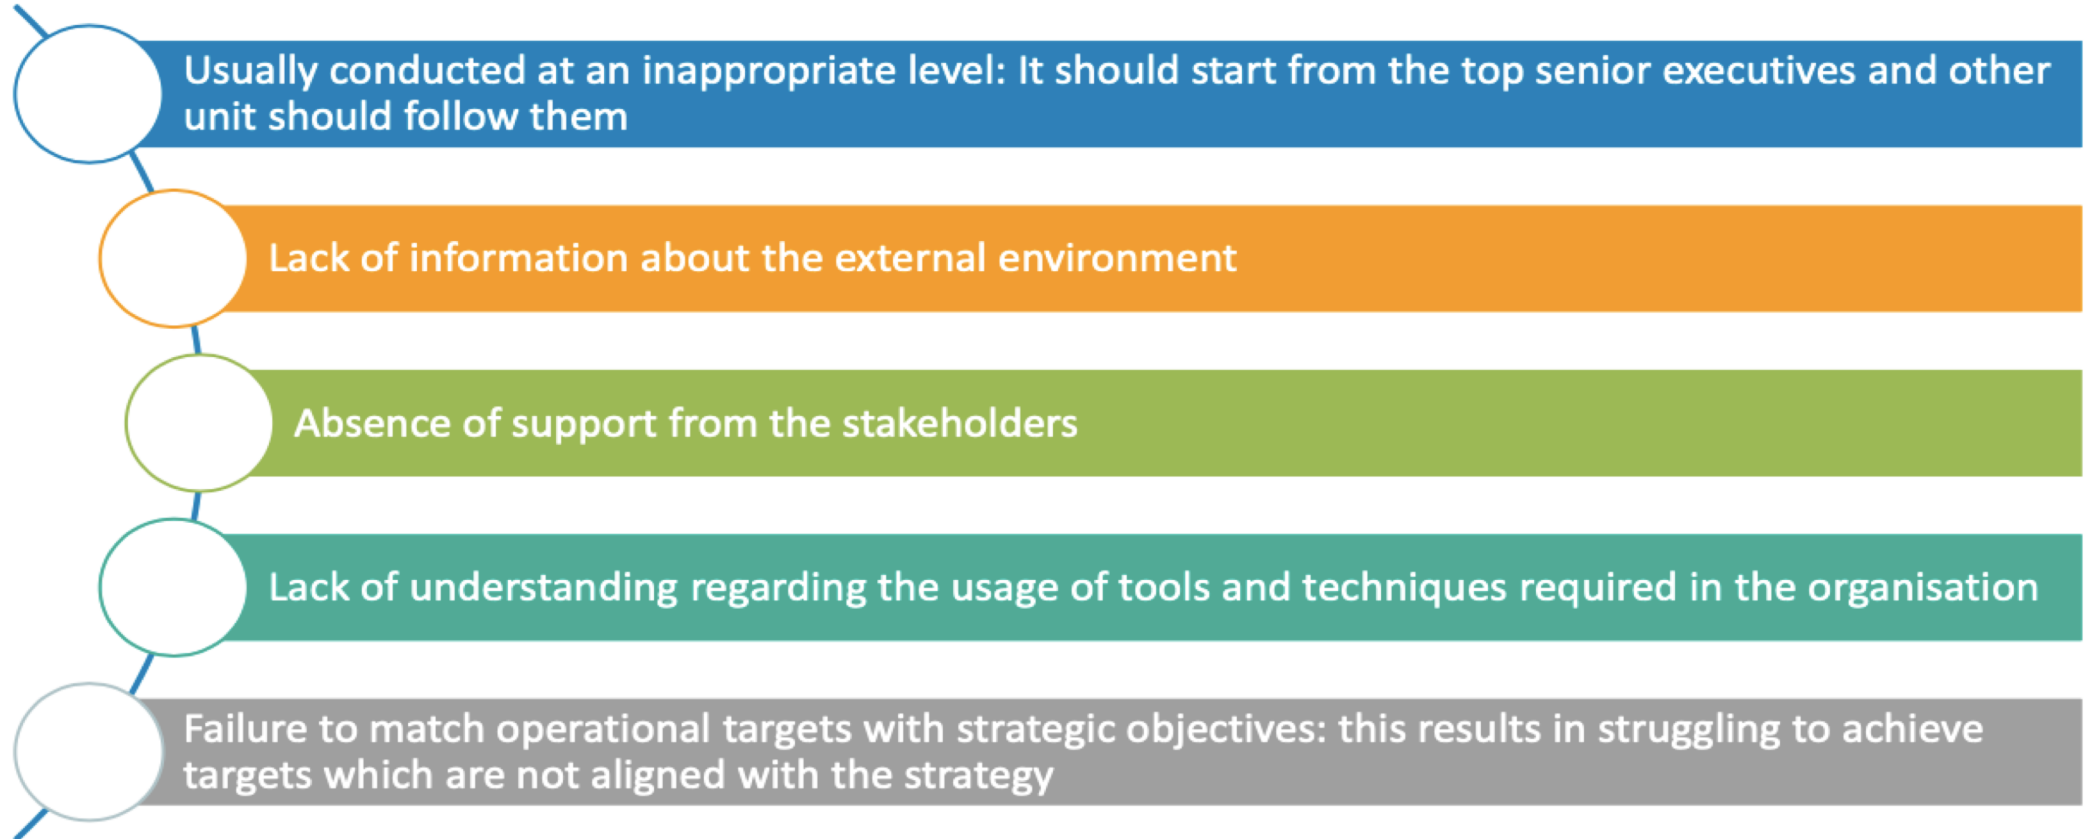 Usually conducted at an inappropriate level: It should start from the top senior executives and other
unit should follow them
Lack of information about the external environment
Absence of support from the stakeholders
Lack of understanding regarding the usage of tools and techniques required in the organisation
Failure to match operational targets with strategic objectives: this results in struggling to achieve
targets which are not aligned with the strategy